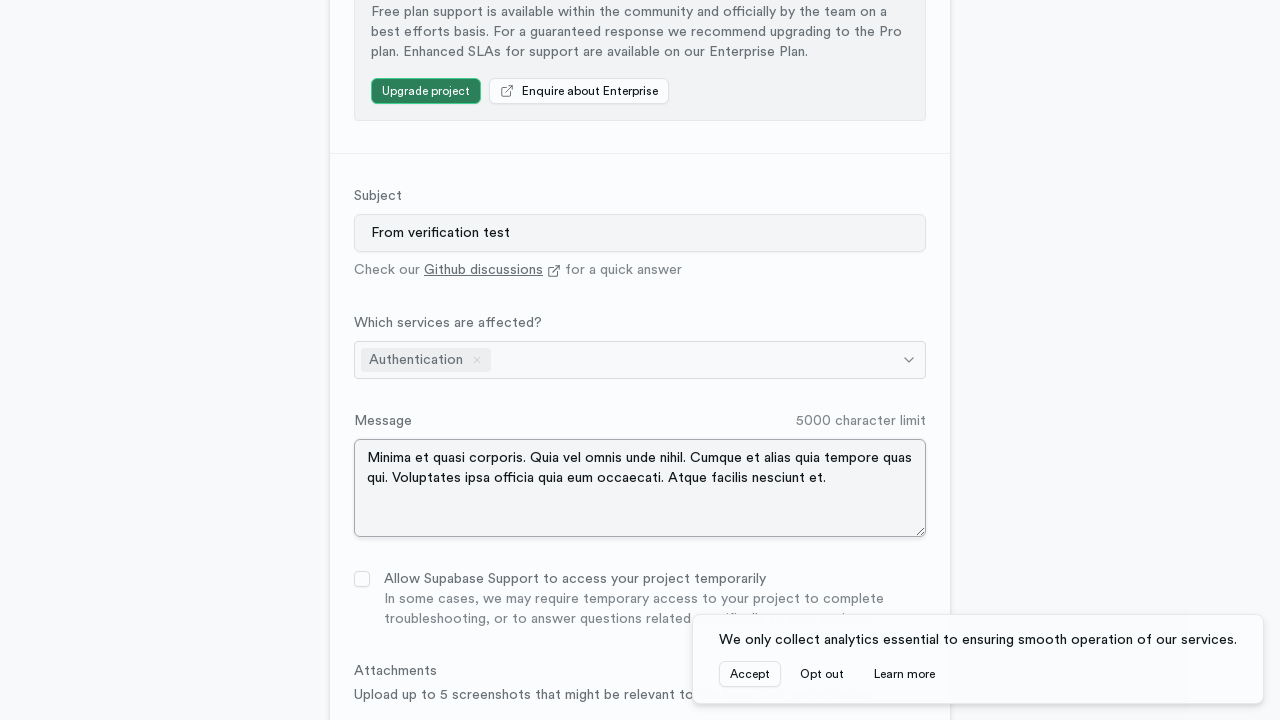 Free plan support is available within the community and officially by the team on a
best efforts basis. For a guaranteed response we recommend upgrading to the Pro
plan. Enhanced SLAs for support are available on our Enterprise Plan.
Upgrade project
Enquire about Enterprise
Subject
From verification test
Check our Github discussions for a quick answer
Which services are affected?
Authentication
Message
5000 character limit
Minima et quasi corporis. Quia vel omnis unde nihil. Cumque et alias quia tempore quas
qui. Voluptates ipsa officia quia eum occaecati. Atque facilis nesciunt et.
Allow Supabase Support to access your project temporarily
In some cases, we may require temporary access to your project to complete
troubleshooting, or to answer questions related
Attachments
Upload up to 5 screenshots that might be relevant to
We only collect analytics essential to ensuring smooth operation of our services.
Accept
Opt out
Learn more